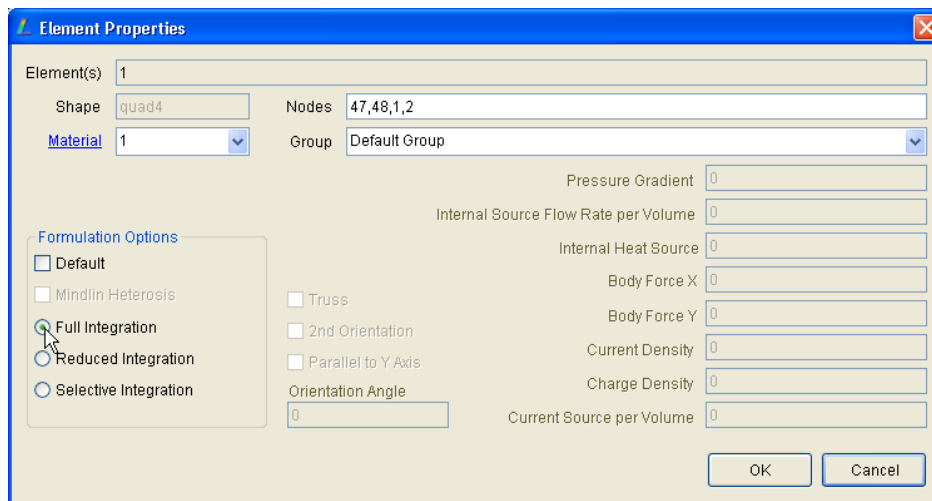 Element Properties
Element(s) 1
Shape quad4 Nodes 47,48,1,2
Material 1 Group Default Group
Pressure Gradient 0
Internal Source Flow Rate per Volume 0
Formulation Options
Internal Heat Source 0
Default
Body Force X 0
Mindlin Heterosis
Truss
Body Force Y 0
Full Integration
2nd Orientation
Current Density 0
Reduced Integration
Parallel to Y Axis
Charge Density 0
Selective Integration
Orientation Angle
0
Current Source per Volume 0
OK Cancel